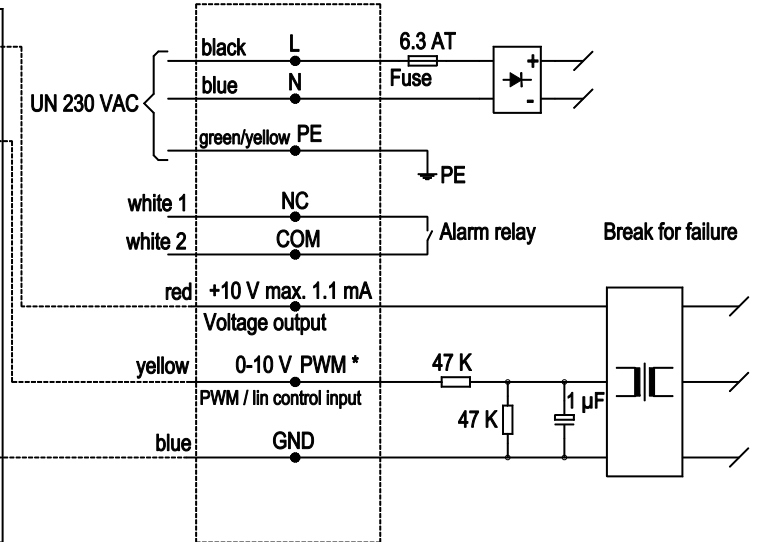 black L 6.3 AT
Fuse
+
-
UN 230 VAC
blue N
green/yellow PE
PE
white 1 NC
white 2 COM
Alarm relay
Break for failure
red +10 V max. 1.1 mA
Voltage output
yellow 0-10 V PWM *
PWM / lin control input
47 K
47 K
1 µF
blue GND